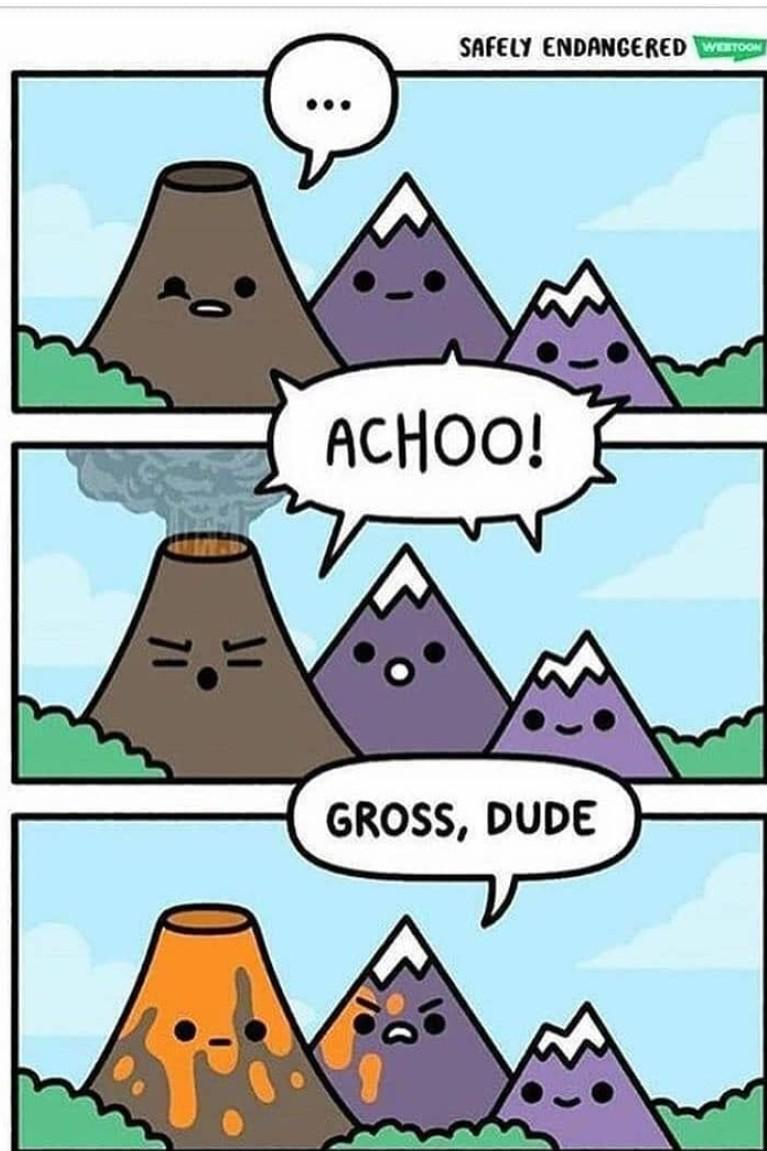 SAFELY ENDANGERED WEBTOON
...
ACHOO!
GROSS, DUDE